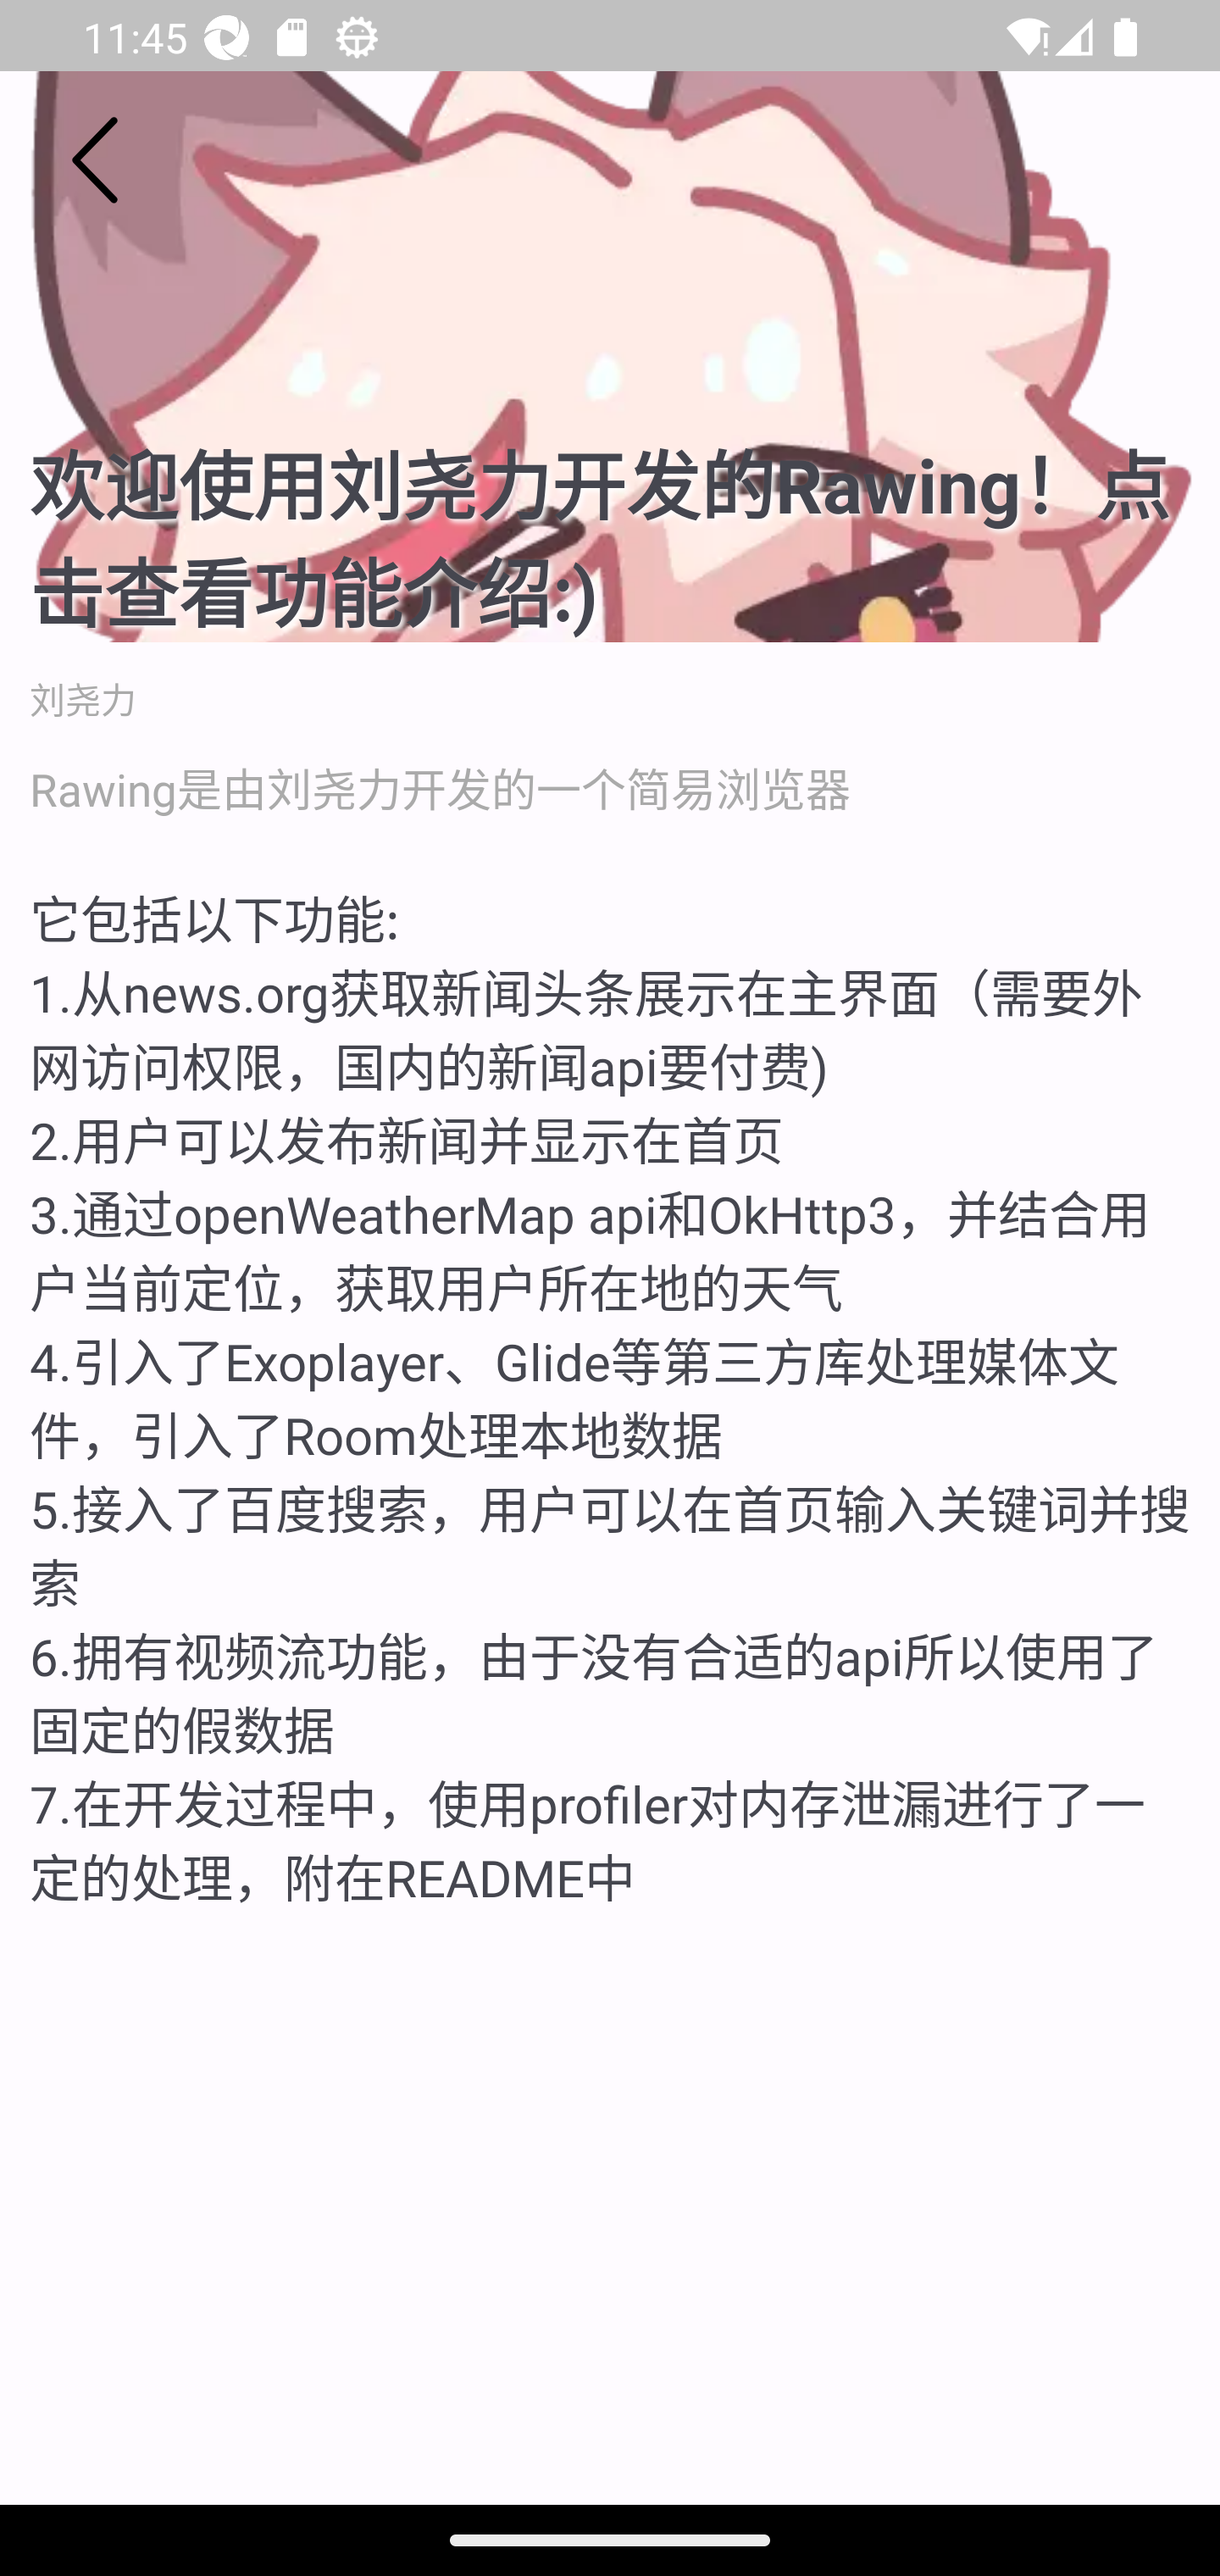 11:45
欢迎使用刘尧力开发的Rawing！点
击查看功能介绍:)
刘尧力
Rawing是由刘尧力开发的一个简易浏览器
它包括以下功能:
1.从news.org获取新闻头条展示在主界面（需要外
网访问权限，国内的新闻api要付费)
2.用户可以发布新闻并显示在首页
3.通过openWeatherMap api和OkHttp3，并结合用
户当前定位，获取用户所在地的天气
4.引入了Exoplayer、Glide等第三方库处理媒体文
件，引入了Room处理本地数据
5.接入了百度搜索，用户可以在首页输入关键词并搜
索
6.拥有视频流功能，由于没有合适的api所以使用了
固定的假数据
7.在开发过程中，使用profiler对内存泄漏进行了一
定的处理，附在README中